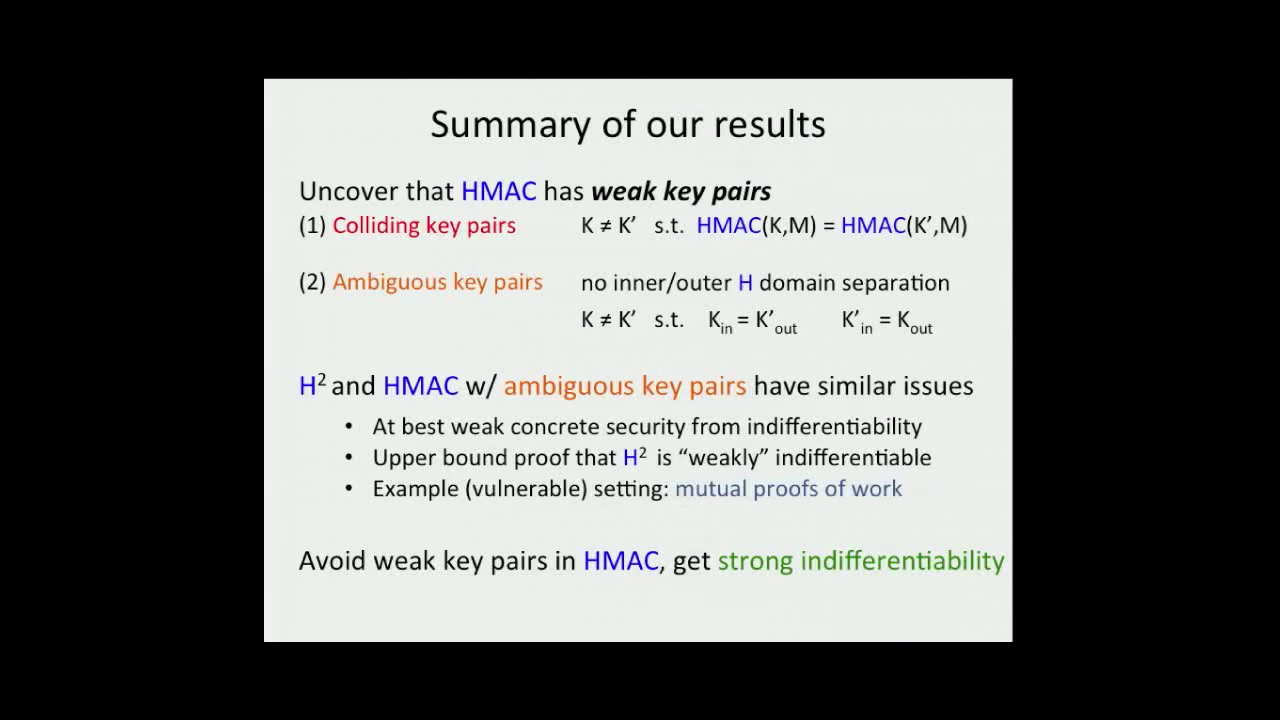 Summary of our results
Uncover that HMAC has weak key pairs
(1) Colliding key pairs K ≠ K’ s.t. HMAC(K,M) = HMAC(K’,M)
(2) Ambiguous key pairs no inner/outer H domain separation
K ≠ K’ s.t. Kin = K’out K’in = Kout
H² and HMAC w/ ambiguous key pairs have similar issues
• At best weak concrete security from indifferentiability
• Upper bound proof that H² is “weakly” indifferentiable
• Example (vulnerable) setting: mutual proofs of work
Avoid weak key pairs in HMAC, get strong indifferentiability